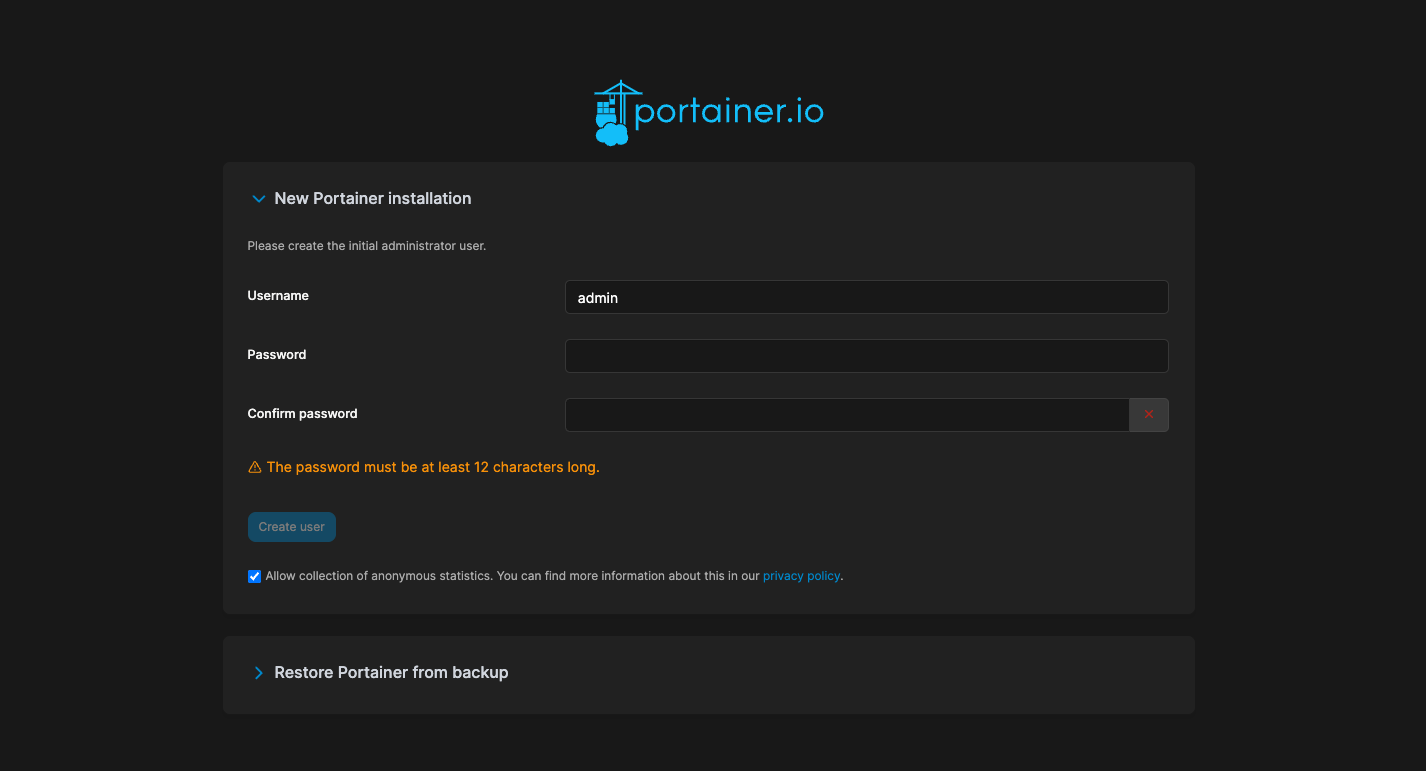 portainer.io
New Portainer installation
Please create the initial administrator user.
Username
admin
Password
Confirm password
The password must be at least 12 characters long.
Create user
Allow collection of anonymous statistics. You can find more information about this in our privacy policy.
Restore Portainer from backup